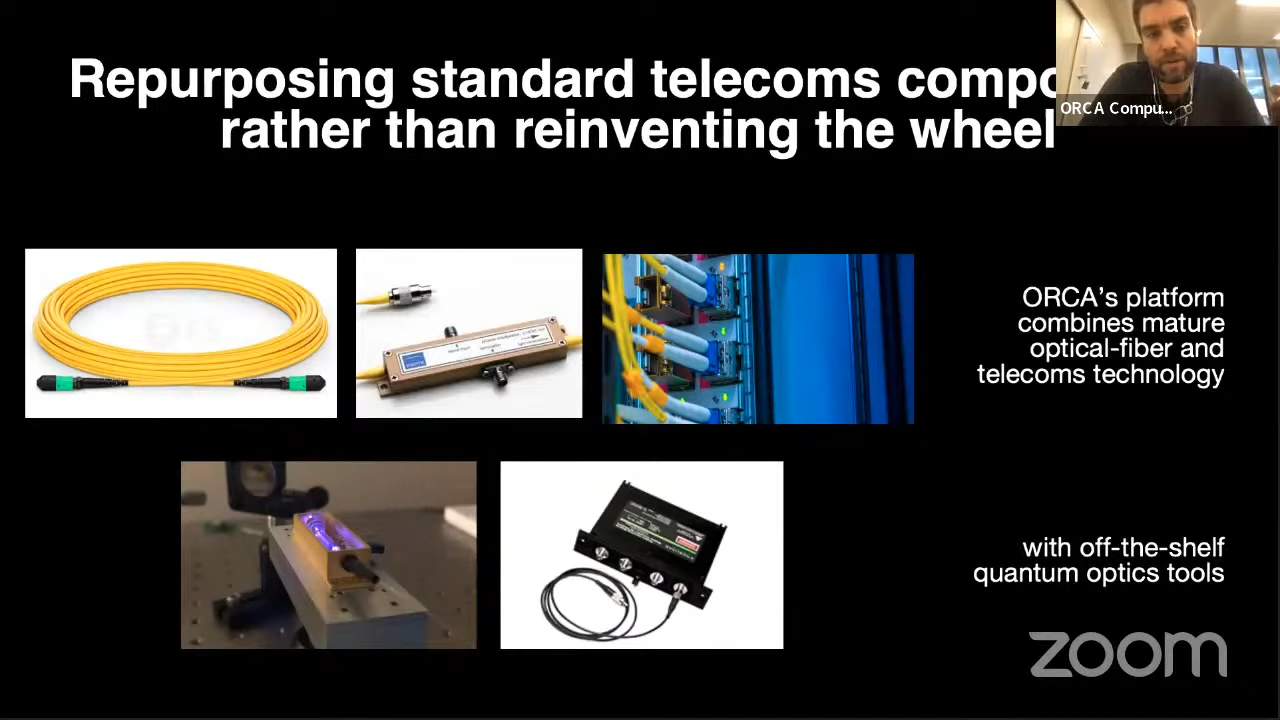 Repurposing standard telecoms compo
rather than reinventing the wheel
ORCA Compu...
ORCA's platform
combines mature
optical-fiber and
telecoms technology
with off-the-shelf
quantum optics tools
zoom